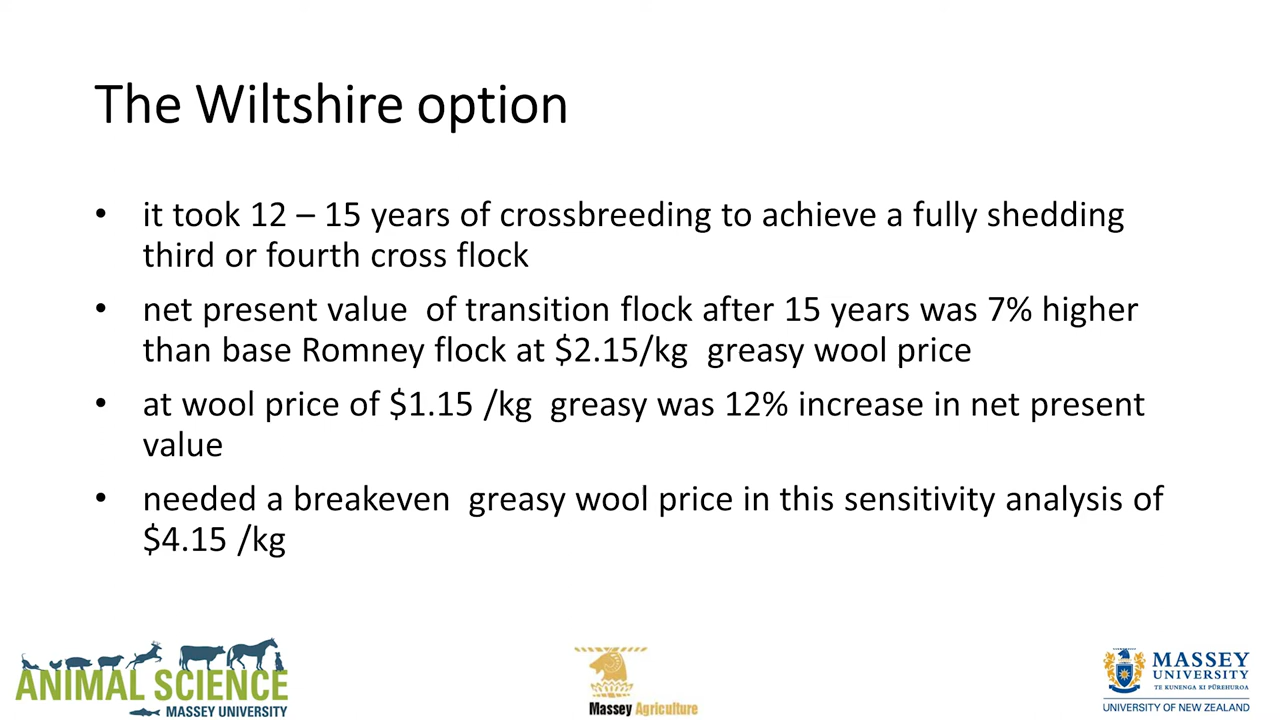 The Wiltshire option
• it took 12 – 15 years of crossbreeding to achieve a fully shedding
third or fourth cross flock
• net present value  of transition flock after 15 years was 7% higher
than base Romney flock at $2.15/kg  greasy wool price
• at wool price of $1.15 /kg  greasy was 12% increase in net present
value
• needed a breakeven  greasy wool price in this sensitivity analysis of
$4.15 /kg
ANIMAL SCIENCE
MASSEY UNIVERSITY
Massey Agriculture
MASSEY
UNIVERSITY
TE KUNENGA KI PŪREHUROA
UNIVERSITY OF NEW ZEALAND